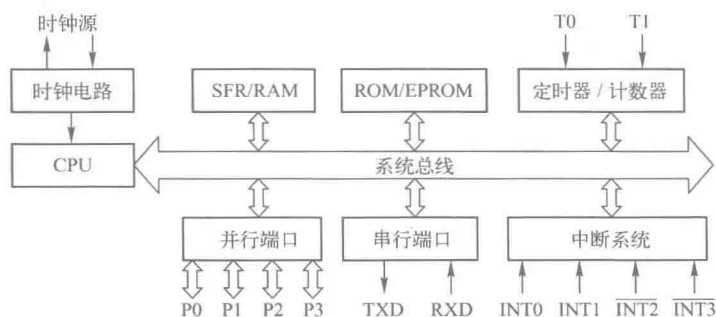 时钟源 T0 T1
时钟电路 SFR/RAM ROM/EPROM 定时器 / 计数器
CPU 系统总线
并行端口 串行端口 中断系统
P0 P1 P2 P3 TXD RXD INT0 INT1 INT2 INT3